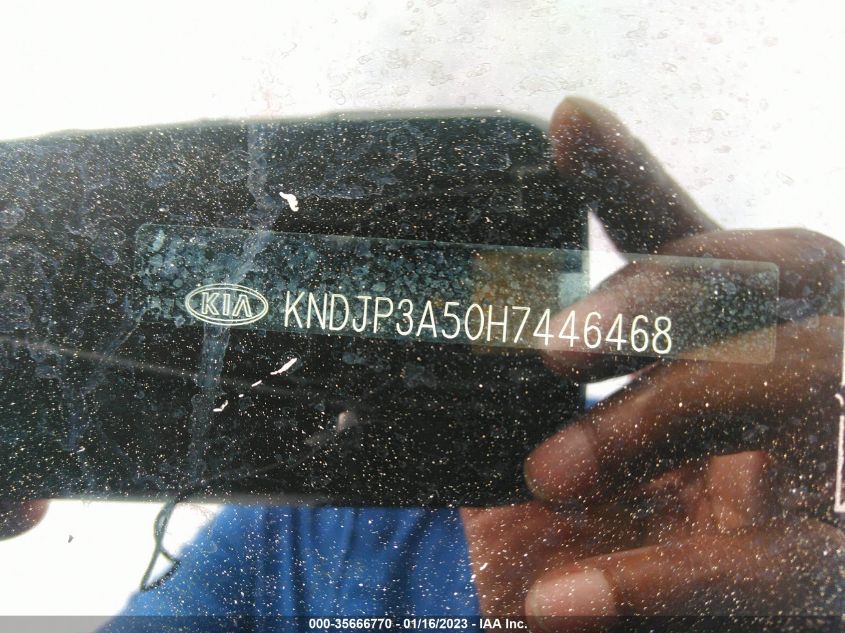 KIA KNDJP3A50H7446468
000-35666770 - 01/16/2023 - IAA Inc.